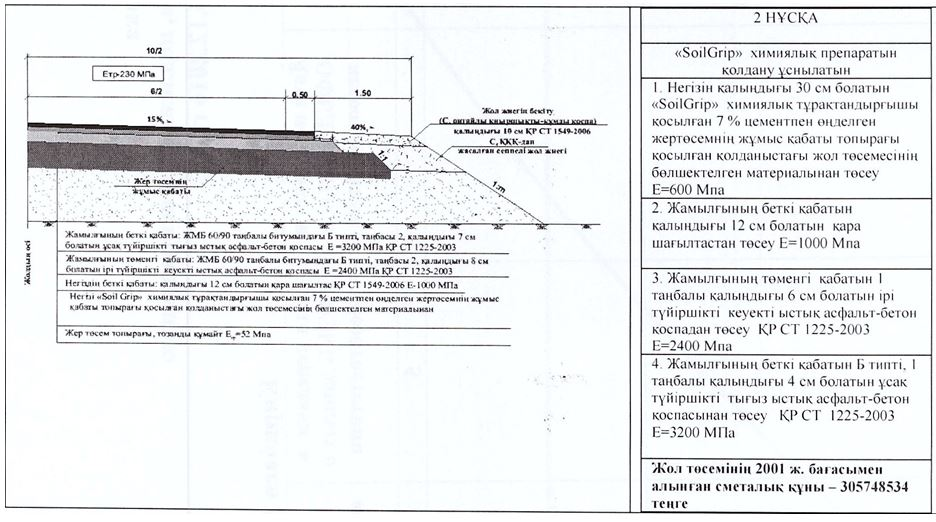 10/2
Етр-230 МПа
6/2
0.50
1.50
15‰
40‰
Жол жиегін бекіту
қалыңдығы 10 см ҚР СТ 1549-2006
С, ҚҚҚ-дан
жасалған сеппелі жол жиегі
1:1
1:m
Жер төсемнің
жұмыс қабаты
Жолдың осі
Жамылғының беткі қабаты: ЖМБ 60/90 таңбалы битумындағы Б типті, таңбасы 2, қалыңдығы 7 см
болатын ұсақ түйіршікті тығыз ыстық асфальт-бетон қоспасы Е =3200 МПа ҚР СТ 1225-2003
Жамылғының төменгі қабаты: ЖМБ 60/90 таңбалы битумындағы Б типті, таңбасы 2, қалыңдығы 8 см
болатын ірі түйіршікті кеуекті ыстық асфальт-бетон қоспасы Е =2400 МПа ҚР СТ 1225-2003
Негіздің беткі қабаты: қалыңдығы 12 см болатын қара шағылтас ҚР СТ 1549-2006 Е-1000 МПа
Негізі «Soil Grip» химиялық тұрақтандырғышы қосылған 7 % цементпен өңделген жертөсемнің жұмыс
қабаты топырағы қосылған қолданыстағы жол төсемесінің бөлшектелген материалынан
Жер төсем топырағы, тозаңды құмайт Етр=52 Мпа
2 НҰСҚА
«SoilGrip» химиялық препаратын
қолдану ұснылатын
1. Негізін қалыңдығы 30 см болатын
«SoilGrip» химиялық тұрақтандырғышы
қосылған 7 % цементпен өңделген
жертөсемнің жұмыс қабаты топырағы
қосылған қолданыстағы жол төсемесінің
бөлшектелген материалынан төсеу
Е=600 Мпа
2. Жамылғының беткі қабатын
қалыңдығы 12 см болатын қара
шағылтастан төсеу Е=1000 Мпа
3. Жамылғының төменгі қабатын 1
таңбалы қалыңдығы 6 см болатын ірі
түйіршікті кеуекті ыстық асфальт-бетон
қоспадан төсеу ҚР СТ 1225-2003
Е=2400 Мпа
4. Жамылғының беткі қабатын Б типті, 1
таңбалы қалыңдығы 4 см болатын ұсақ
түйіршікті тығыз ыстық асфальт-бетон
қоспасынан төсеу ҚР СТ 1225-2003
Е=3200 МПа
Жол төсемінің 2001 ж. бағасымен
алынған сметалық құны – 305748534
теңге